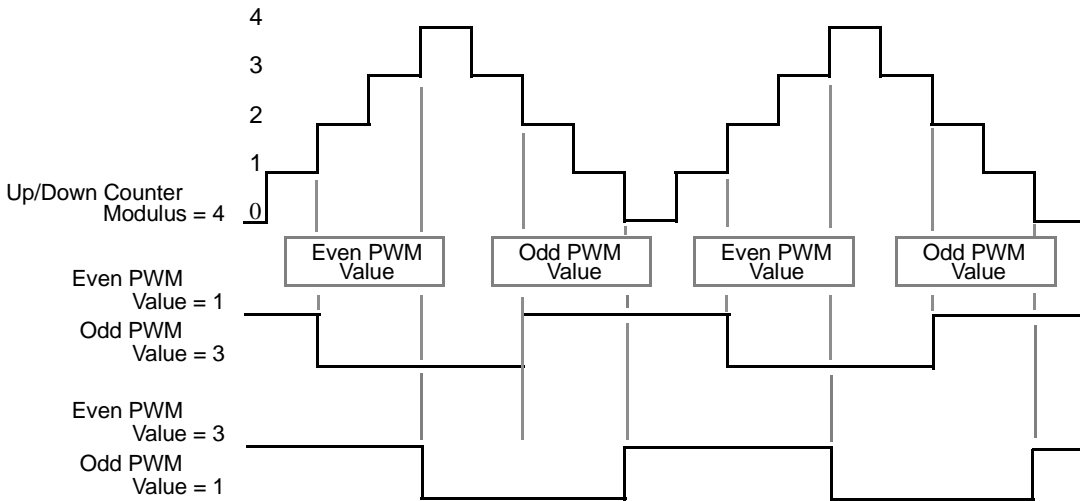 4
3
2
1
Up/Down Counter
Modulus = 4 0
Even PWM
Value
Odd PWM
Value
Even PWM
Value
Odd PWM
Value
Even PWM
Value = 1
Odd PWM
Value = 3
Even PWM
Value = 3
Odd PWM
Value = 1